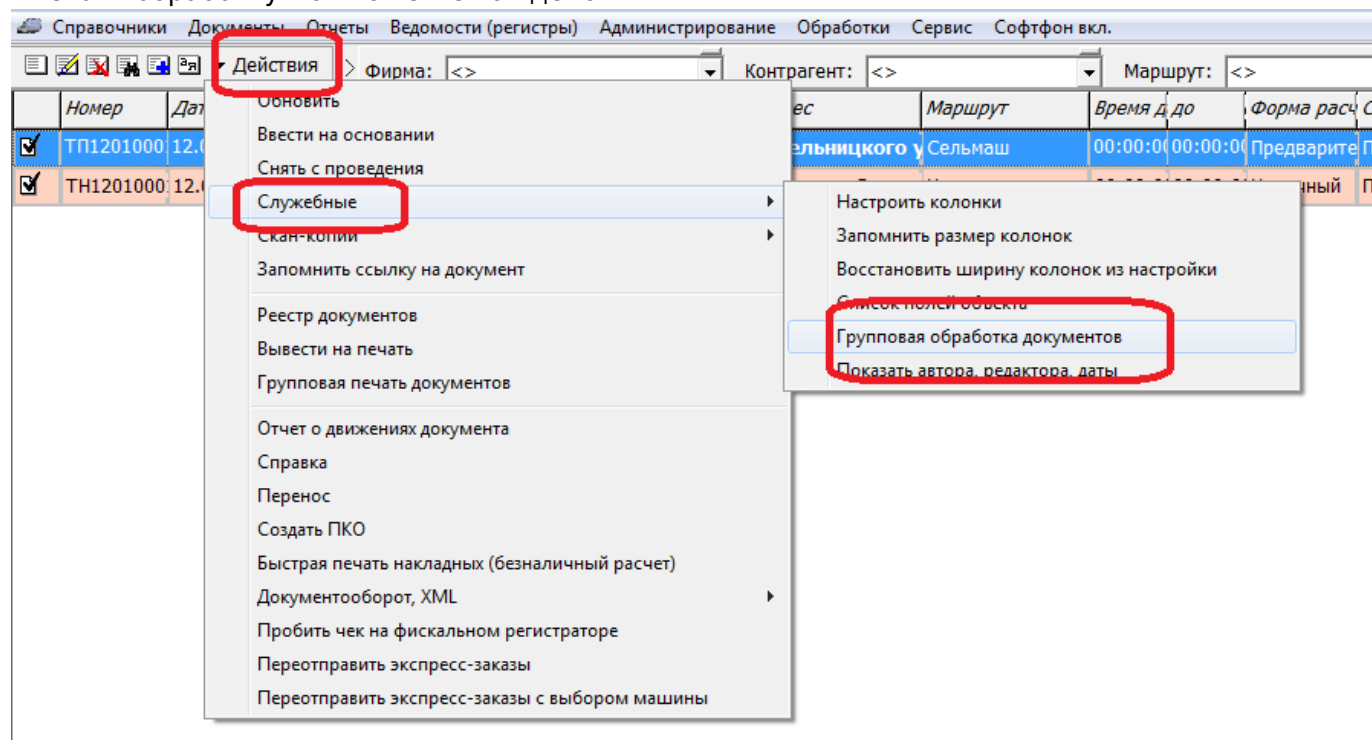 Справочники Документы Отчеты Ведомости (регистры) Администрирование Обработки Сервис Софтфон вкл.
Действия Фирма: <> Контрагент: <> Маршрут: <>
Номер Маршрут до Форма расч
ТП1201000 12.0 Сельмаш 00:00:0 00:00:0 Предварите
ТН1201000 12.0
Обновить
Ввести на основании
Снять с проведения
Служебные
Скан-копии
Запомнить ссылку на документ
Реестр документов
Вывести на печать
Групповая печать документов
Отчет о движениях документа
Справка
Перенос
Создать ПКО
Быстрая печать накладных (безналичный расчет)
Документооборот, XML
Пробить чек на фискальном регистраторе
Переотправить экспресс-заказы
Переотправить экспресс-заказы с выбором машины
Настроить колонки
Запомнить размер колонок
Восстановить ширину колонок из настройки
Список полей объекта
Групповая обработка документов
Показать автора, редактора, даты